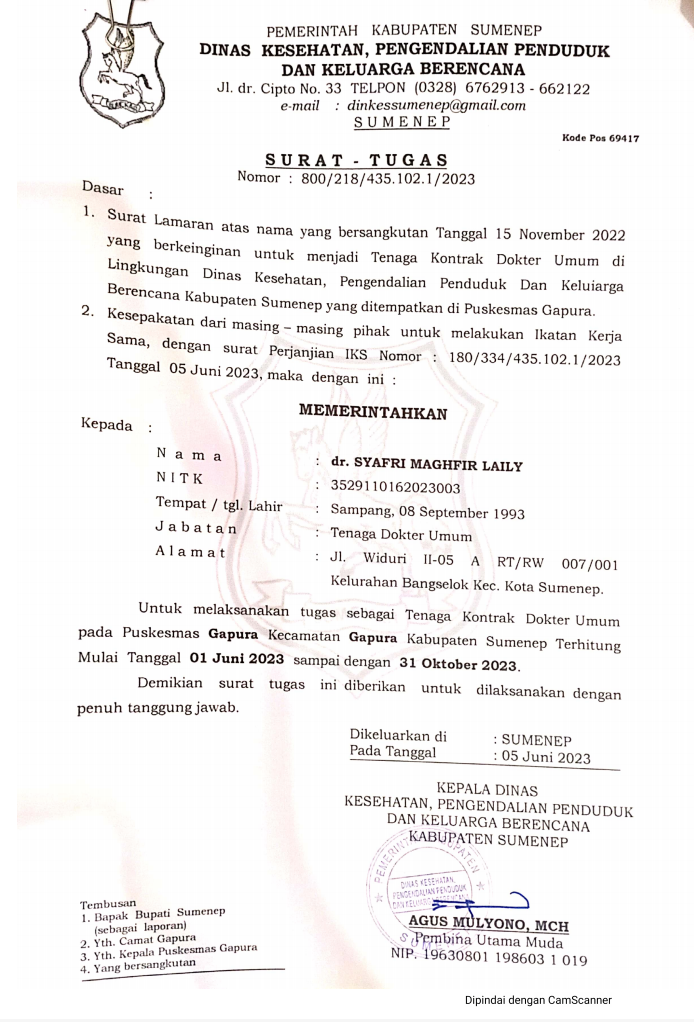 PEMERINTAH KABUPATEN SUMENEP
DINAS KESEHATAN, PENGENDALIAN PENDUDUK
DAN KELUARGA BERENCANA
Jl. dr. Cipto No. 33 TELPON (0328) 6762913 - 662122
e-mail : dinkessumenep@gmail.com
SUMENEP
Kode Pos 69417
SURAT - TUGAS
Nomor : 800/218/435.102.1/2023
Dasar :
1. Surat Lamaran atas nama yang bersangkutan Tanggal 15 November 2022
yang berkeinginan untuk menjadi Tenaga Kontrak Dokter Umum di
Lingkungan Dinas Kesehatan, Pengendalian Penduduk Dan Keluiarga
Berencana Kabupaten Sumenep yang ditempatkan di Puskesmas Gapura.
2. Kesepakatan dari masing – masing pihak untuk melakukan Ikatan Kerja
Sama, dengan surat Perjanjian IKS Nomor : 180/334/435.102.1/2023
Tanggal 05 Juni 2023, maka dengan ini :
MEMERINTAHKAN
Kepada :
Nama : dr. SYAFRI MAGHFIR LAILY
NITK : 3529110162023003
Tempat / tgl. Lahir : Sampang, 08 September 1993
Jabatan : Tenaga Dokter Umum
Alamat : Jl. Widuri II-05 A RT/RW 007/001
Kelurahan Bangselok Kec. Kota Sumenep.
Untuk melaksanakan tugas sebagai Tenaga Kontrak Dokter Umum
pada Puskesmas Gapura Kecamatan Gapura Kabupaten Sumenep Terhitung
Mulai Tanggal 01 Juni 2023 sampai dengan 31 Oktober 2023.
Demikian surat tugas ini diberikan untuk dilaksanakan dengan
penuh tanggung jawab.
Dikeluarkan di : SUMENEP
Pada Tanggal : 05 Juni 2023
KEPALA DINAS
KESEHATAN, PENGENDALIAN PENDUDUK
DAN KELUARGA BERENCANA
KABUPATEN SUMENEP
PEMERINTAH KABUPATEN
DINAS KESEHATAN,
PENGENDALIAN PENDUDUK
DAN KELUARGA BERENCANA
AGUS MULYONO, MCH
Pembina Utama Muda
NIP. 19630801 198603 1 019
Tembusan
1. Bapak Bupati Sumenep
(sebagai laporan)
2. Yth. Camat Gapura
3. Yth. Kepala Puskesmas Gapura
4. Yang bersangkutan
Dipindai dengan CamScanner